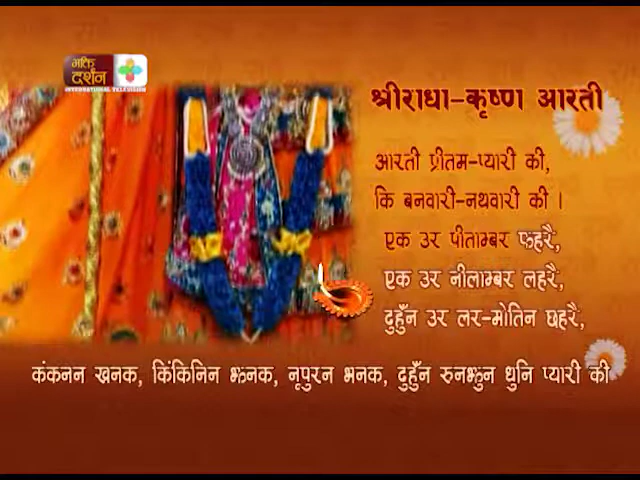 भक्ति
दर्शन
INTERNATIONAL TELEVISION
श्रीराधा-कृष्ण आरती
आरती प्रीतम-प्यारी की,
कि बनवारी-नथवारी की ।
एक उर पीताम्बर फहरै,
एक उर नीलाम्बर लहरै,
दुहुँन उर लर-मोतिन छहरै,
कंकनन खनक, किंकिनिन झनक, नृपुरन भनक, दुहुँन रुनझुन धुनि प्यारी की